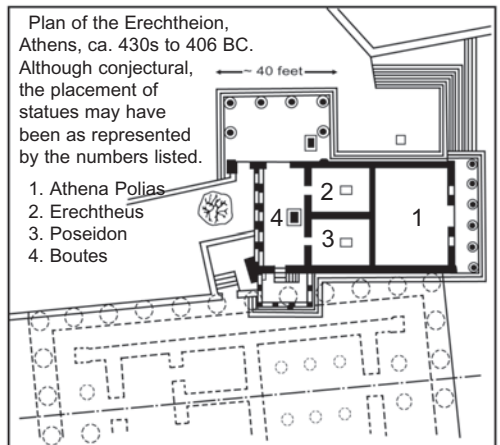 Plan of the Erechtheion,
Athens, ca. 430s to 406 BC.
Although conjectural,
the placement of
statues may have
been as represented
by the numbers listed.
1. Athena Polias
2. Erechtheus
3. Poseidon
4. Boutes
~ 40 feet
2
4
1
3